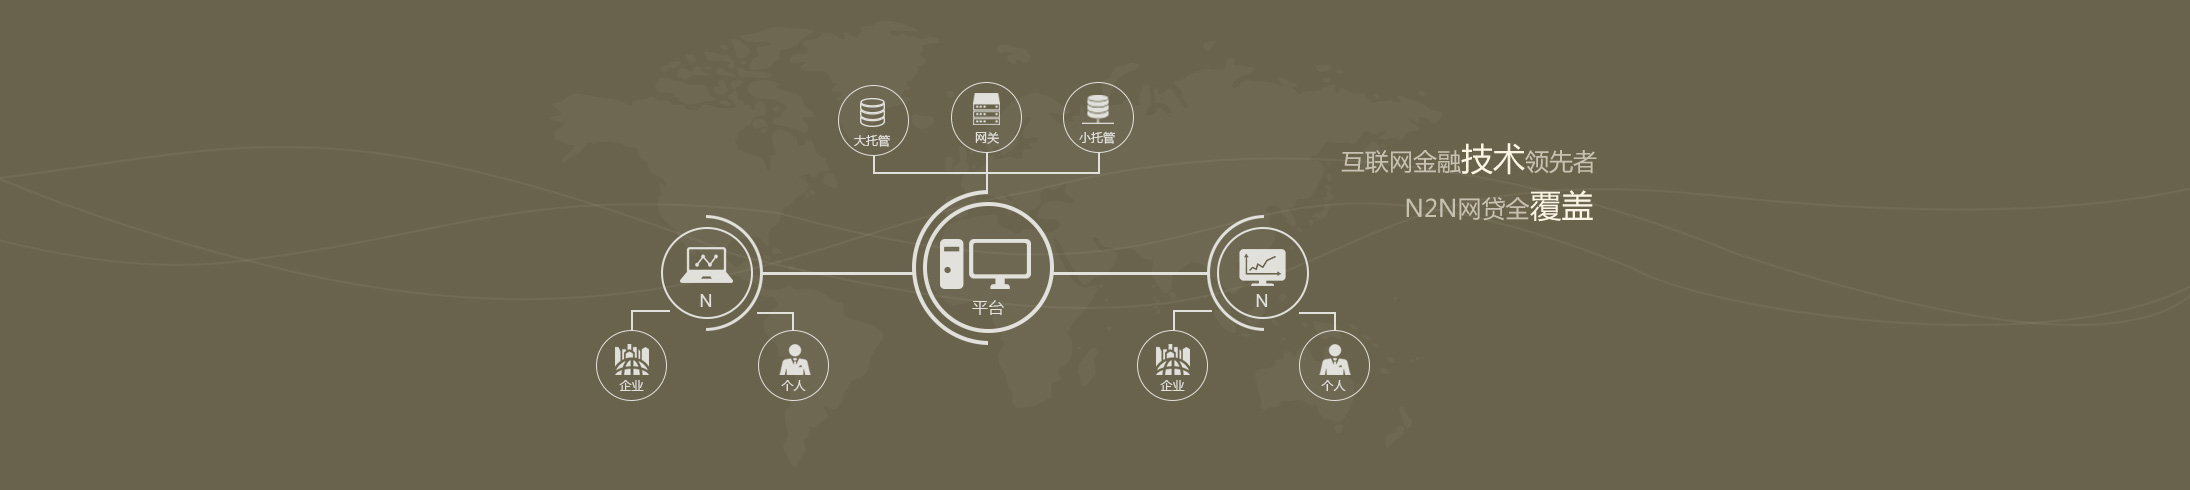 大托管
网关
小托管
互联网金融技术领先者
N2N网贷全覆盖
N
平台
N
企业
个人
企业
个人